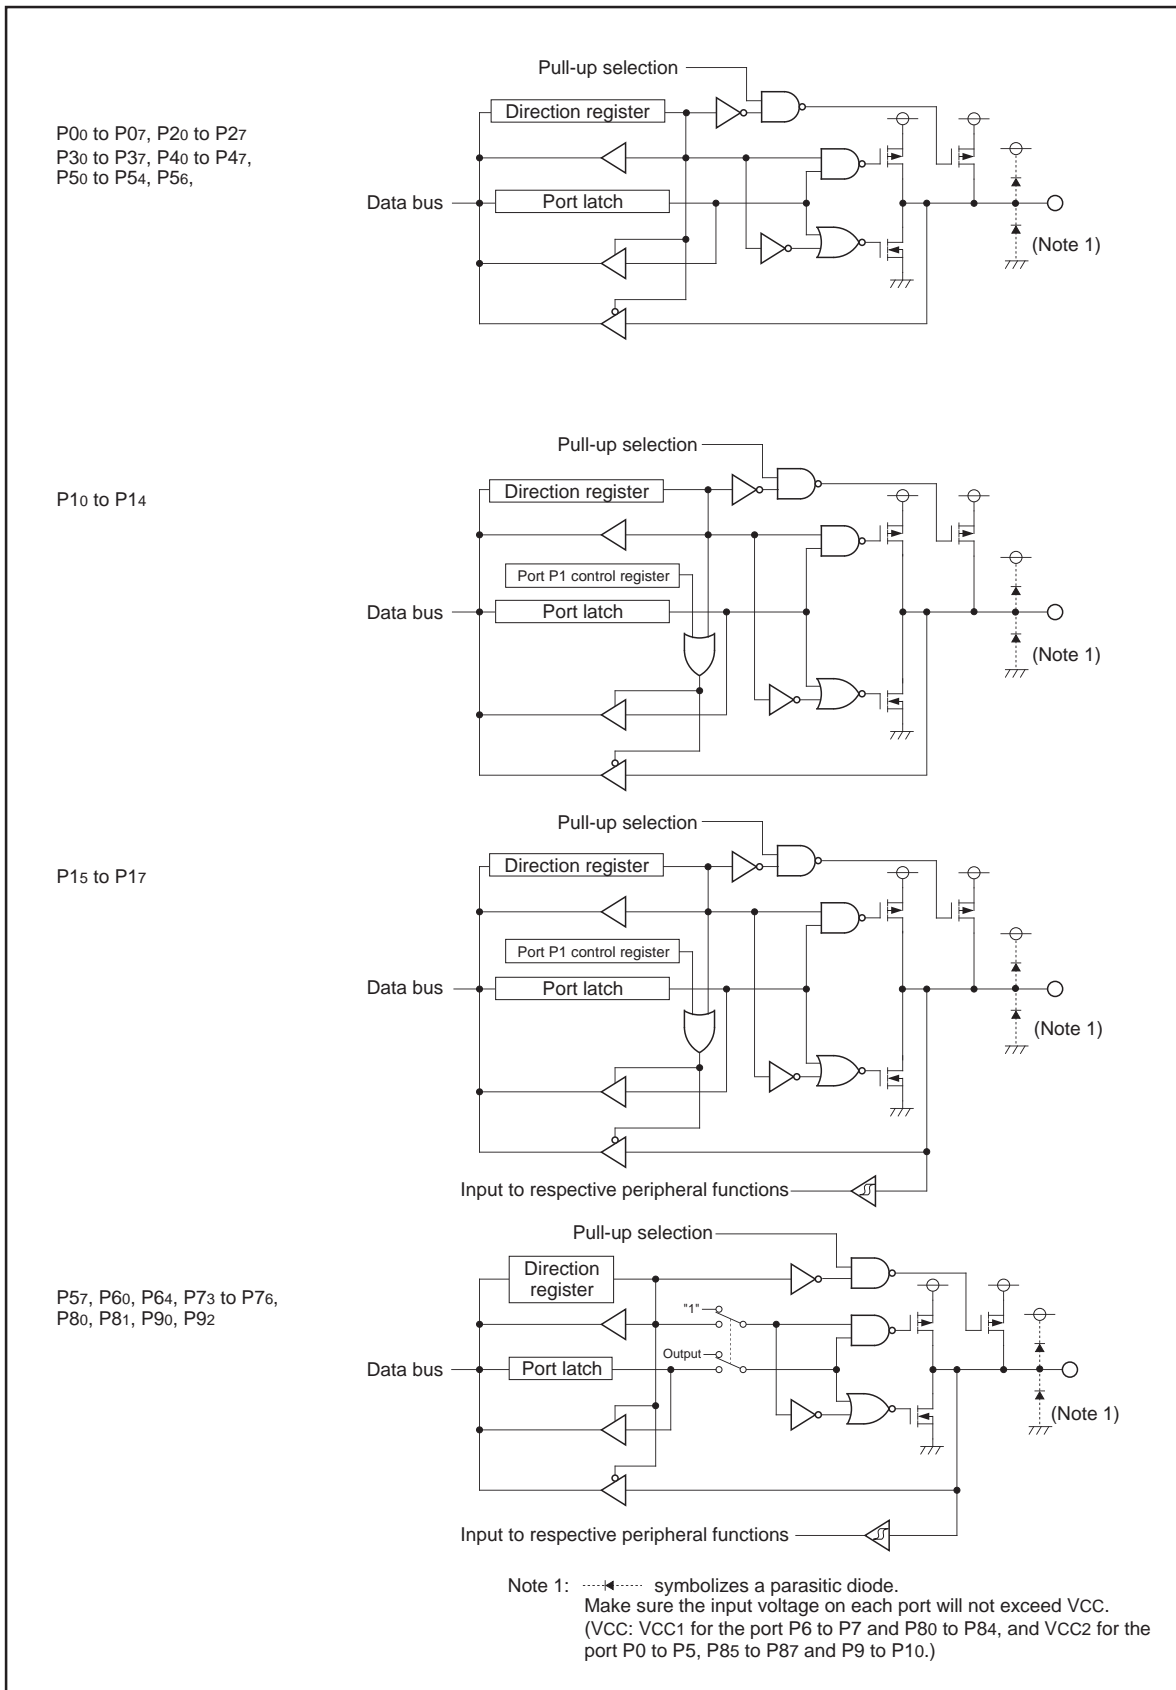 Pull-up selection
Direction register
P00 to P07, P20 to P27
P30 to P37, P40 to P47,
P50 to P54, P56,
Data bus
Port latch
(Note 1)
Pull-up selection
P10 to P14
Direction register
Port P1 control register
Data bus
Port latch
(Note 1)
Pull-up selection
Direction register
P15 to P17
Port P1 control register
Data bus
Port latch
(Note 1)
Input to respective peripheral functions
Pull-up selection
Direction
register
P57, P60, P64, P73 to P76,
P80, P81, P90, P92
"1"
Output
Data bus
Port latch
(Note 1)
Input to respective peripheral functions
Note 1: symbolizes a parasitic diode.
Make sure the input voltage on each port will not exceed VCC.
(VCC: VCC1 for the port P6 to P7 and P80 to P84, and VCC2 for the
port P0 to P5, P85 to P87 and P9 to P10.)